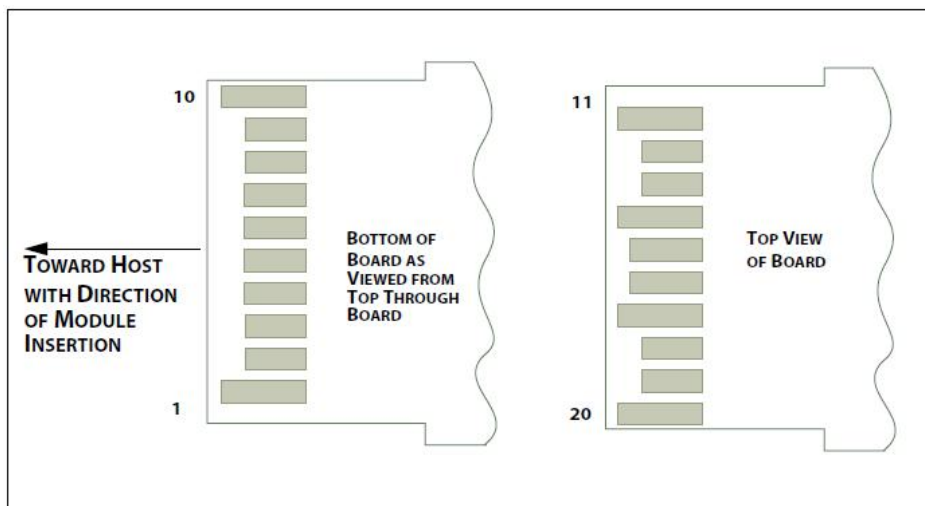 10
1
TOWARD HOST
WITH DIRECTION
OF MODULE
INSERTION
BOTTOM OF
BOARD AS
VIEWED FROM
TOP THROUGH
BOARD
11
20
TOP VIEW
OF BOARD